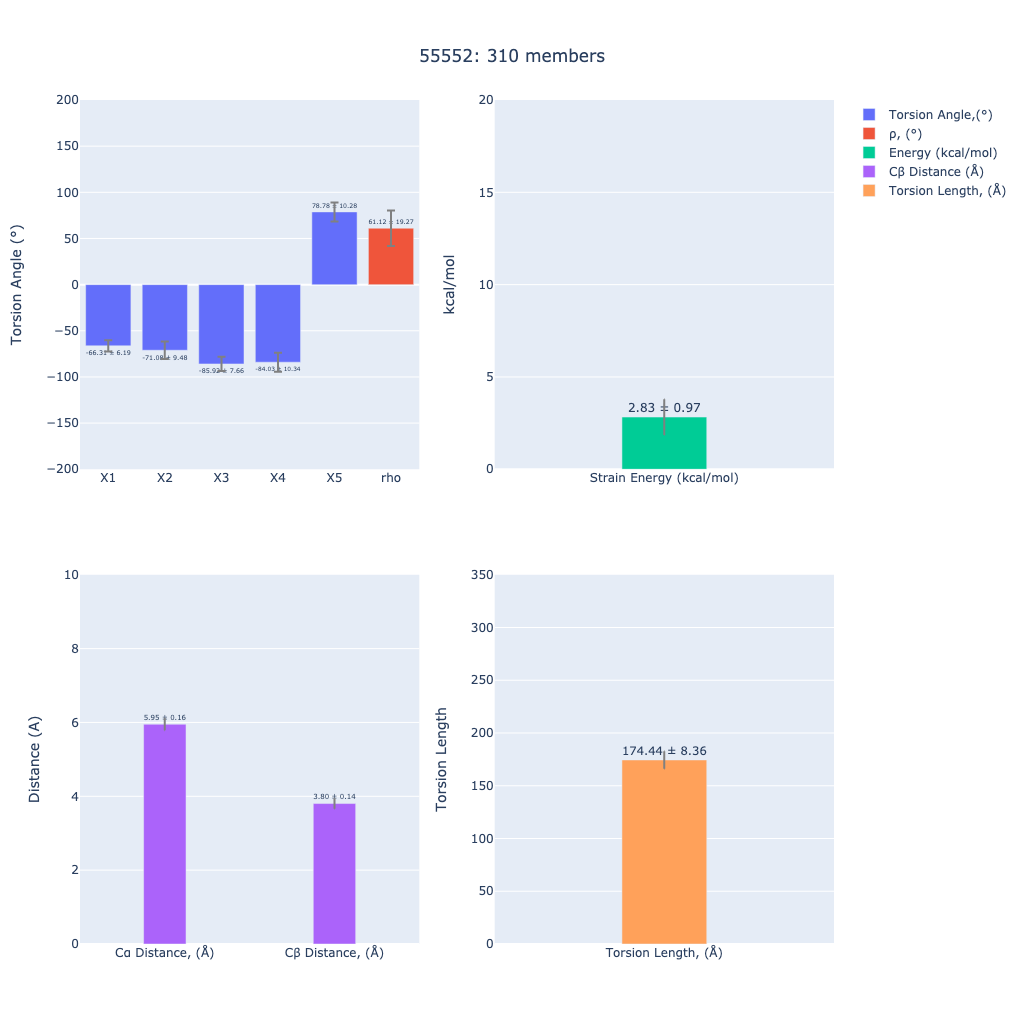 55552: 310 members
Torsion Angle (°)
200
150
100
50
0
−50
−100
−150
−200
-66.31 ± 6.19
-85.92 ± 7.66
-84.03 ± 10.34
78.78 ± 10.28
61.12 ± 19.27
X1 X2 X3 X4 X5 rho
kcal/mol
20
15
10
5
0
2.83 ± 0.97
Strain Energy (kcal/mol)
Torsion Angle,(°)
ρ, (°)
Energy (kcal/mol)
Cβ Distance (Å)
Torsion Length, (Å)
Distance (A)
10
8
6
4
2
0
5.95 ± 0.16
3.80 ± 0.14
Cα Distance, (Å) Cβ Distance, (Å)
Torsion Length
350
300
250
200
150
100
50
0
174.44 ± 8.36
Torsion Length, (Å)